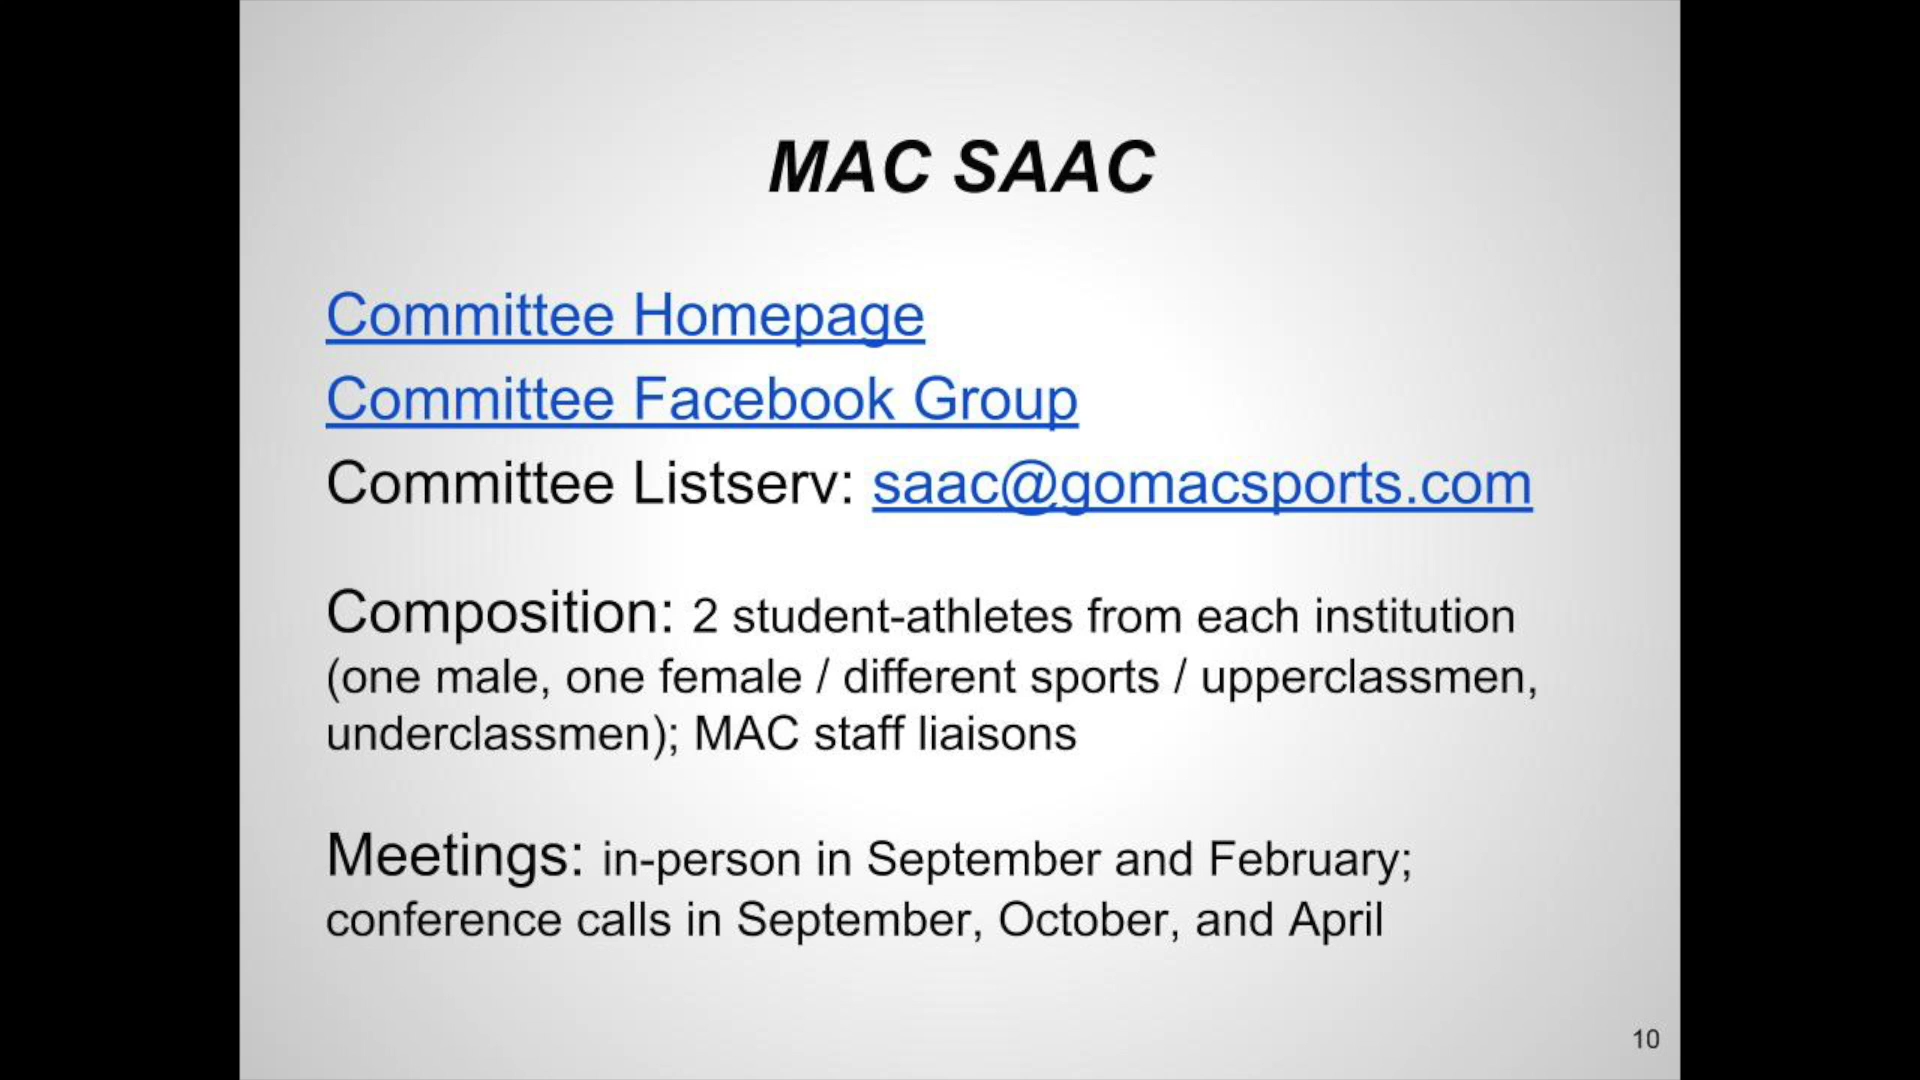 MAC SAAC
Committee Homepage
Committee Facebook Group
Committee Listserv: saac@gomacsports.com
Composition: 2 student-athletes from each institution
(one male, one female / different sports / upperclassmen,
underclassmen); MAC staff liaisons
Meetings: in-person in September and February;
conference calls in September, October, and April
10